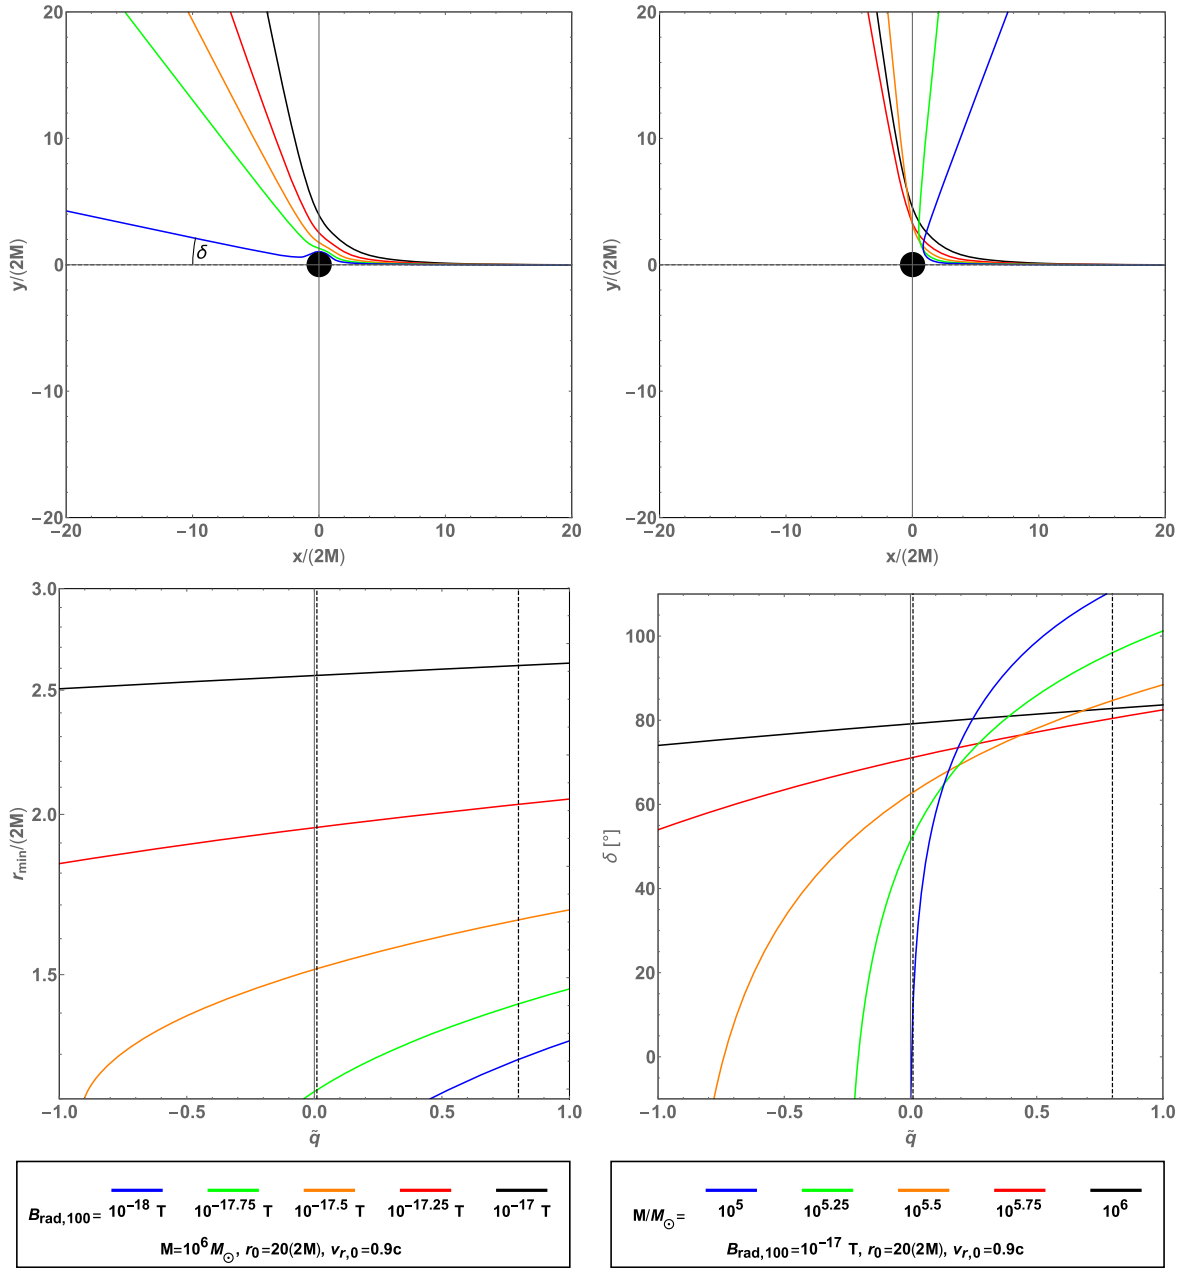 20
10
0
−10
−20
y/(2M)
δ
−20 −10 0 10 20
x/(2M)
20
10
0
−10
−20
y/(2M)
−20 −10 0 10 20
x/(2M)
3.0
2.5
2.0
1.5
r_min/(2M)
−1.0 −0.5 0.0 0.5 1.0
q̃
100
80
60
40
20
0
δ [°]
−1.0 −0.5 0.0 0.5 1.0
q̃
B_rad,100 = 10^−18 T 10^−17.75 T 10^−17.5 T 10^−17.25 T 10^−17 T
M=10^6 M_⊙, r_0=20(2M), v_r,0=0.9c
M/M_⊙= 10^5 10^5.25 10^5.5 10^5.75 10^6
B_rad,100=10^−17 T, r_0=20(2M), v_r,0=0.9c